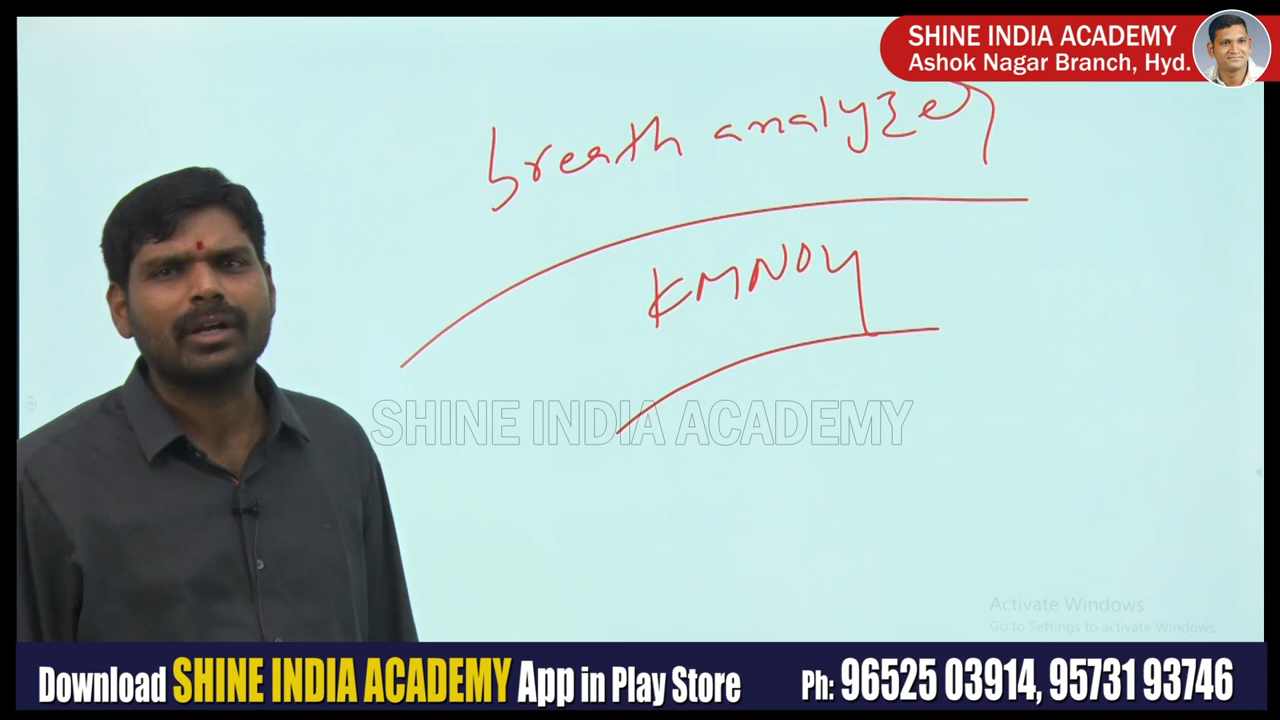 SHINE INDIA ACADEMY
Ashok Nagar Branch, Hyd.
breath analyzer
KMNO4
SHINE INDIA ACADEMY
Activate Windows
Go to Settings to activate Windows.
Download SHINE INDIA ACADEMY App in Play Store Ph: 96525 03914, 95731 93746